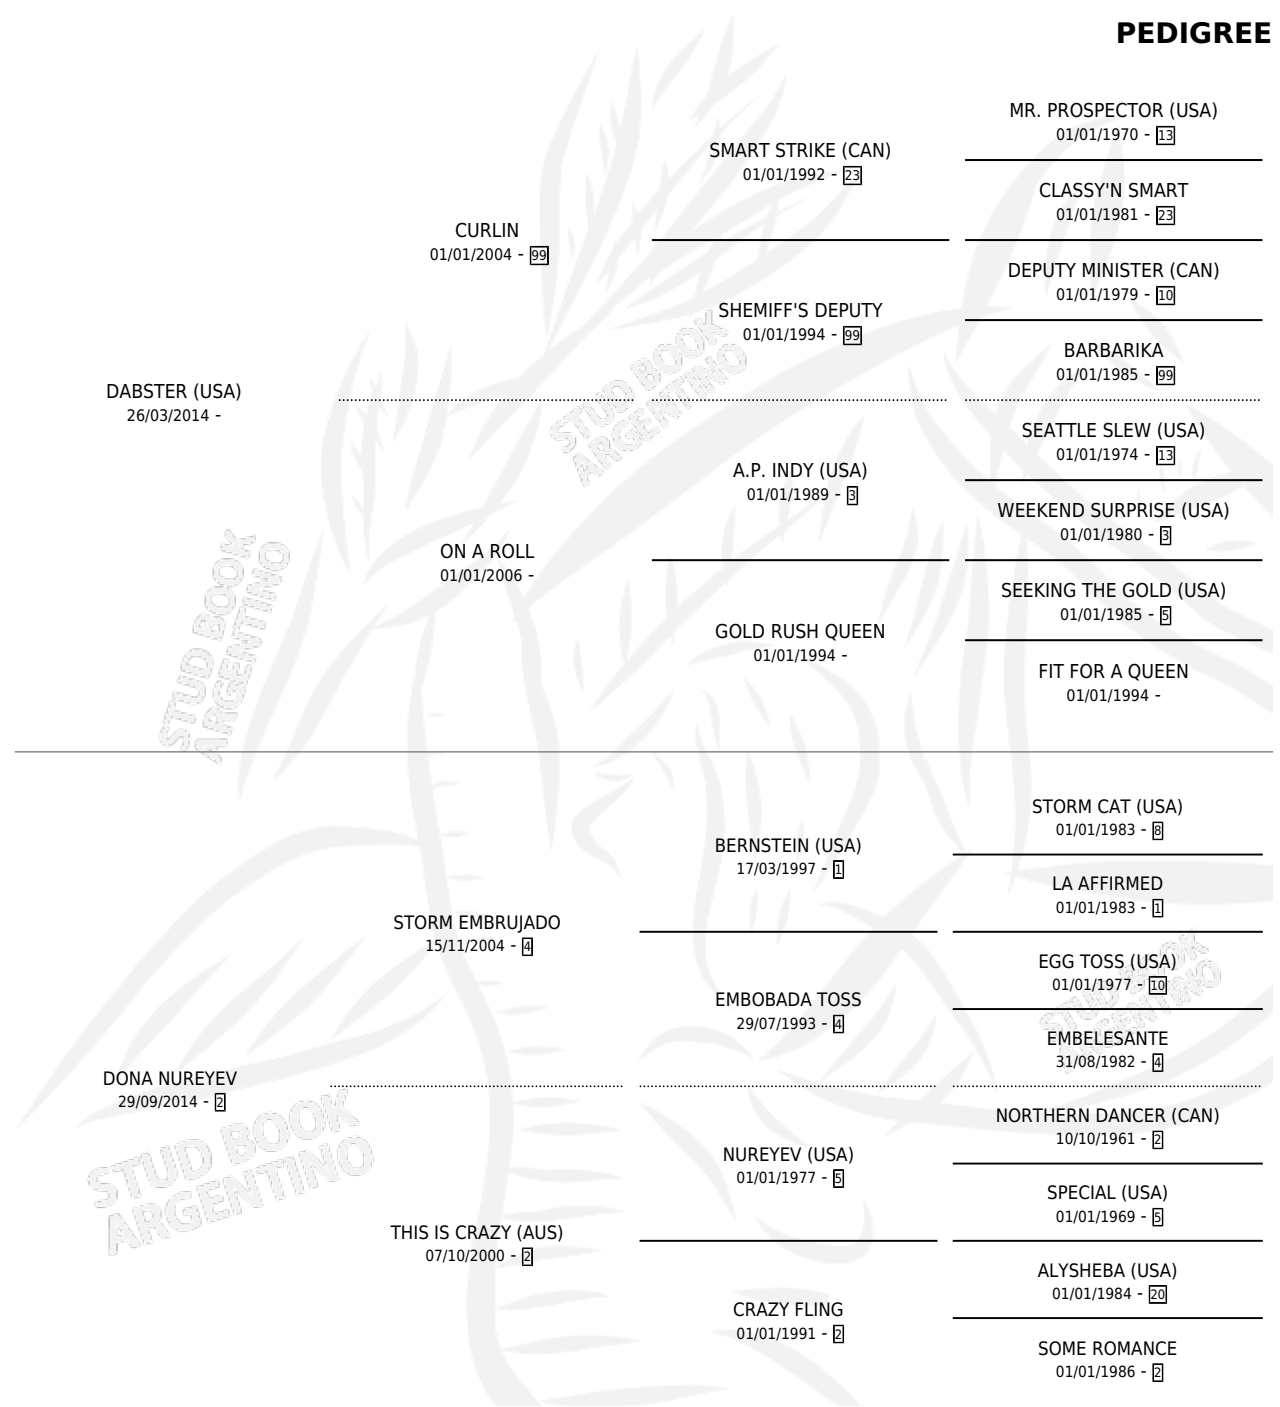 PEDIGREE
MR. PROSPECTOR (USA)
01/01/1970 - 13
SMART STRIKE (CAN)
01/01/1992 - 23
CLASSY'N SMART
01/01/1981 - 23
CURLIN
01/01/2004 - 99
DEPUTY MINISTER (CAN)
01/01/1979 - 10
SHEMIFF'S DEPUTY
01/01/1994 - 99
BARBARIKA
01/01/1985 - 99
DABSTER (USA)
26/03/2014 -
SEATTLE SLEW (USA)
01/01/1974 - 13
A.P. INDY (USA)
01/01/1989 - 3
WEEKEND SURPRISE (USA)
01/01/1980 - 3
ON A ROLL
01/01/2006 -
SEEKING THE GOLD (USA)
01/01/1985 - 5
GOLD RUSH QUEEN
01/01/1994 -
FIT FOR A QUEEN
01/01/1994 -
STORM CAT (USA)
01/01/1983 - 8
BERNSTEIN (USA)
17/03/1997 - 1
LA AFFIRMED
01/01/1983 - 1
STORM EMBRUJADO
15/11/2004 - 4
EGG TOSS (USA)
01/01/1977 - 10
EMBOBADA TOSS
29/07/1993 - 4
EMBELESANTE
31/08/1982 - 4
DONA NUREYEV
29/09/2014 - 2
NORTHERN DANCER (CAN)
10/10/1961 - 2
NUREYEV (USA)
01/01/1977 - 5
SPECIAL (USA)
01/01/1969 - 5
THIS IS CRAZY (AUS)
07/10/2000 - 2
ALYSHEBA (USA)
01/01/1984 - 20
CRAZY FLING
01/01/1991 - 2
SOME ROMANCE
01/01/1986 - 2
STUD BOOK
ARGENTINO
STUD BOOK
ARGENTINO
STUD BOOK
ARGENTINO
STUD BOOK
ARGENTINO